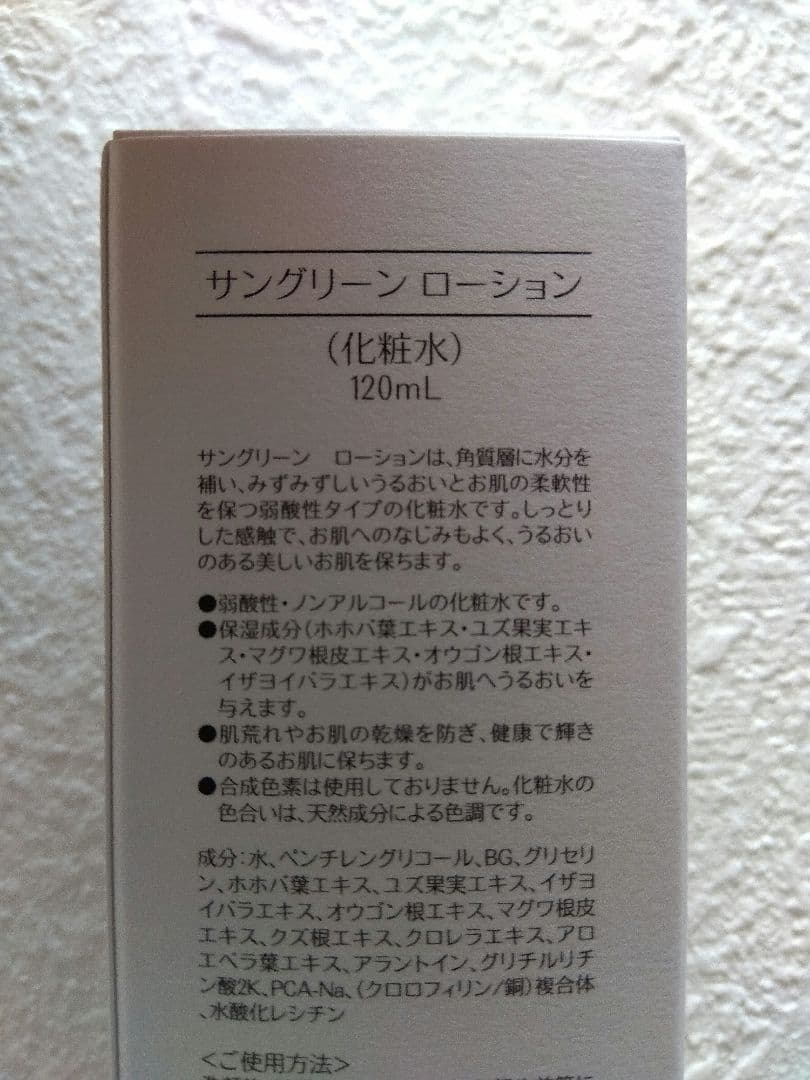 サングリーン ローション
(化粧水)
120mL
サングリーン　ローションは、角質層に水分を
補い、みずみずしいうるおいとお肌の柔軟性
を保つ弱酸性タイプの化粧水です。しっとり
した感触で、お肌へのなじみもよく、うるおい
のある美しいお肌を保ちます。
●弱酸性・ノンアルコールの化粧水です。
●保湿成分(ホホバ葉エキス・ユズ果実エキ
ス・マグワ根皮エキス・オウゴン根エキス・
イザヨイバラエキス)がお肌へうるおいを
与えます。
●肌荒れやお肌の乾燥を防ぎ、健康で輝き
のあるお肌に保ちます。
●合成色素は使用しておりません。化粧水の
色合いは、天然成分による色調です。
成分：水、ペンチレングリコール、BG、グリセリ
ン、ホホバ葉エキス、ユズ果実エキス、イザヨ
イバラエキス、オウゴン根エキス、マグワ根皮
エキス、クズ根エキス、クロレラエキス、アロ
エベラ葉エキス、アラントイン、グリチルリチ
ン酸2K、PCA-Na、(クロロフィリン/銅)複合体
、水酸化レシチン
<ご使用方法>